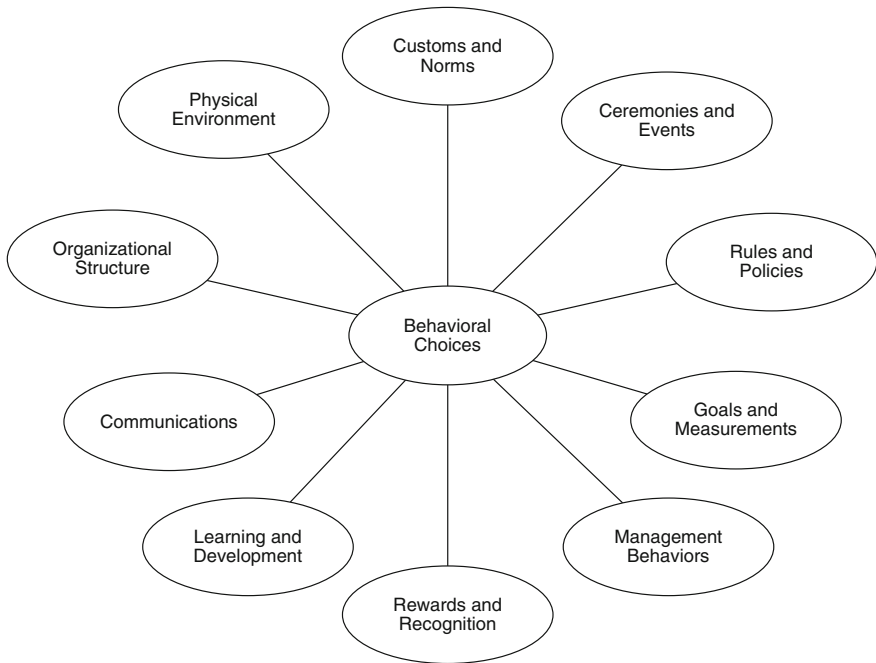 Customs and
Norms
Physical
Environment
Ceremonies and
Events
Organizational
Structure
Rules and
Policies
Behavioral
Choices
Communications
Goals and
Measurements
Learning and
Development
Management
Behaviors
Rewards and
Recognition